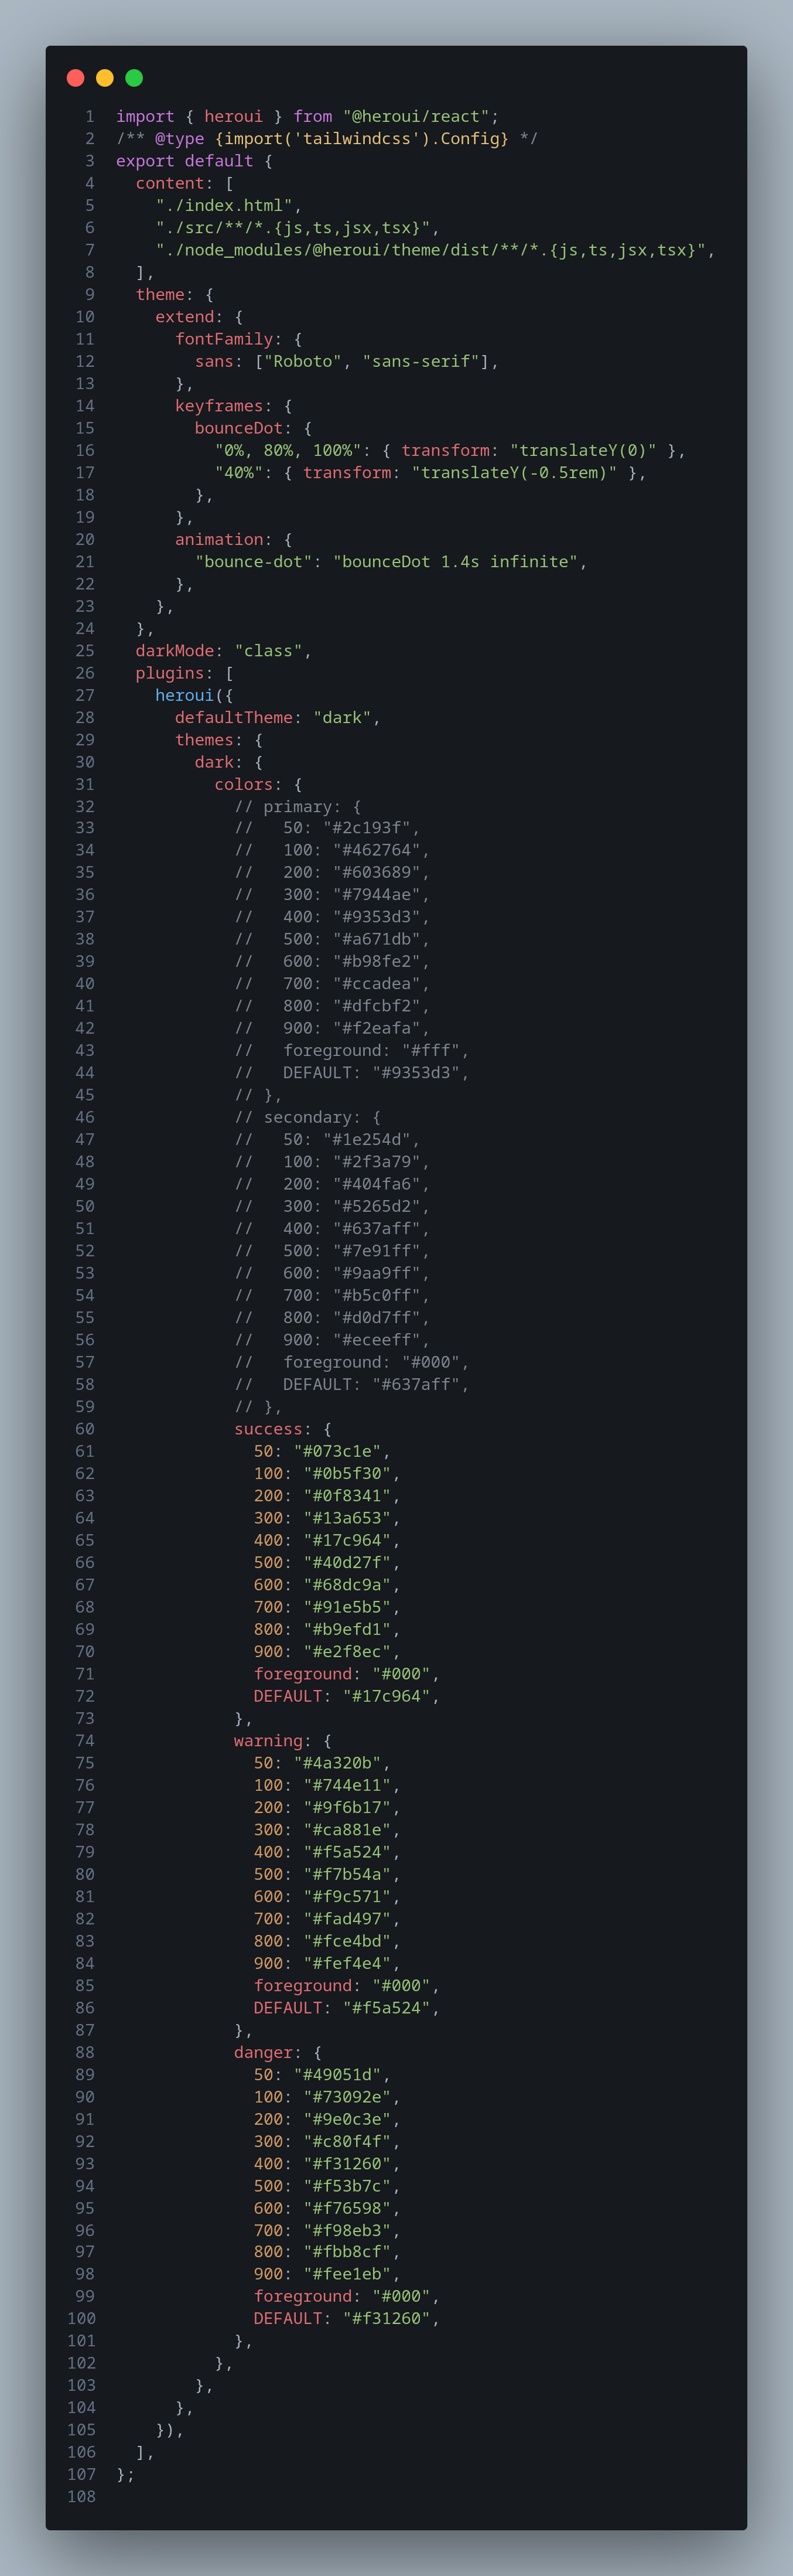 1 import { heroui } from "@heroui/react";
2 /** @type {import('tailwindcss').Config} */
3 export default {
4   content: [
5     "./index.html",
6     "./src/**/*.{js,ts,jsx,tsx}",
7     "./node_modules/@heroui/theme/dist/**/*.{js,ts,jsx,tsx}",
8   ],
9   theme: {
10     extend: {
11       fontFamily: {
12         sans: ["Roboto", "sans-serif"],
13       },
14       keyframes: {
15         bounceDot: {
16           "0%, 80%, 100%": { transform: "translateY(0)" },
17           "40%": { transform: "translateY(-0.5rem)" },
18         },
19       },
20       animation: {
21         "bounce-dot": "bounceDot 1.4s infinite",
22       },
23     },
24   },
25   darkMode: "class",
26   plugins: [
27     heroui({
28       defaultTheme: "dark",
29       themes: {
30         dark: {
31           colors: {
32             // primary: {
33             //   50: "#2c193f",
34             //   100: "#462764",
35             //   200: "#603689",
36             //   300: "#7944ae",
37             //   400: "#9353d3",
38             //   500: "#a671db",
39             //   600: "#b98fe2",
40             //   700: "#ccadea",
41             //   800: "#dfcbf2",
42             //   900: "#f2eafa",
43             //   foreground: "#fff",
44             //   DEFAULT: "#9353d3",
45             // },
46             // secondary: {
47             //   50: "#1e254d",
48             //   100: "#2f3a79",
49             //   200: "#404fa6",
50             //   300: "#5265d2",
51             //   400: "#637aff",
52             //   500: "#7e91ff",
53             //   600: "#9aa9ff",
54             //   700: "#b5c0ff",
55             //   800: "#d0d7ff",
56             //   900: "#eceeff",
57             //   foreground: "#000",
58             //   DEFAULT: "#637aff",
59             // },
60             success: {
61               50: "#073c1e",
62               100: "#0b5f30",
63               200: "#0f8341",
64               300: "#13a653",
65               400: "#17c964",
66               500: "#40d27f",
67               600: "#68dc9a",
68               700: "#91e5b5",
69               800: "#b9efd1",
70               900: "#e2f8ec",
71               foreground: "#000",
72               DEFAULT: "#17c964",
73             },
74             warning: {
75               50: "#4a320b",
76               100: "#744e11",
77               200: "#9f6b17",
78               300: "#ca881e",
79               400: "#f5a524",
80               500: "#f7b54a",
81               600: "#f9c571",
82               700: "#fad497",
83               800: "#fce4bd",
84               900: "#fef4e4",
85               foreground: "#000",
86               DEFAULT: "#f5a524",
87             },
88             danger: {
89               50: "#49051d",
90               100: "#73092e",
91               200: "#9e0c3e",
92               300: "#c80f4f",
93               400: "#f31260",
94               500: "#f53b7c",
95               600: "#f76598",
96               700: "#f98eb3",
97               800: "#fbb8cf",
98               900: "#fee1eb",
99               foreground: "#000",
100               DEFAULT: "#f31260",
101             },
102           },
103         },
104       },
105     }),
106   ],
107 };
108